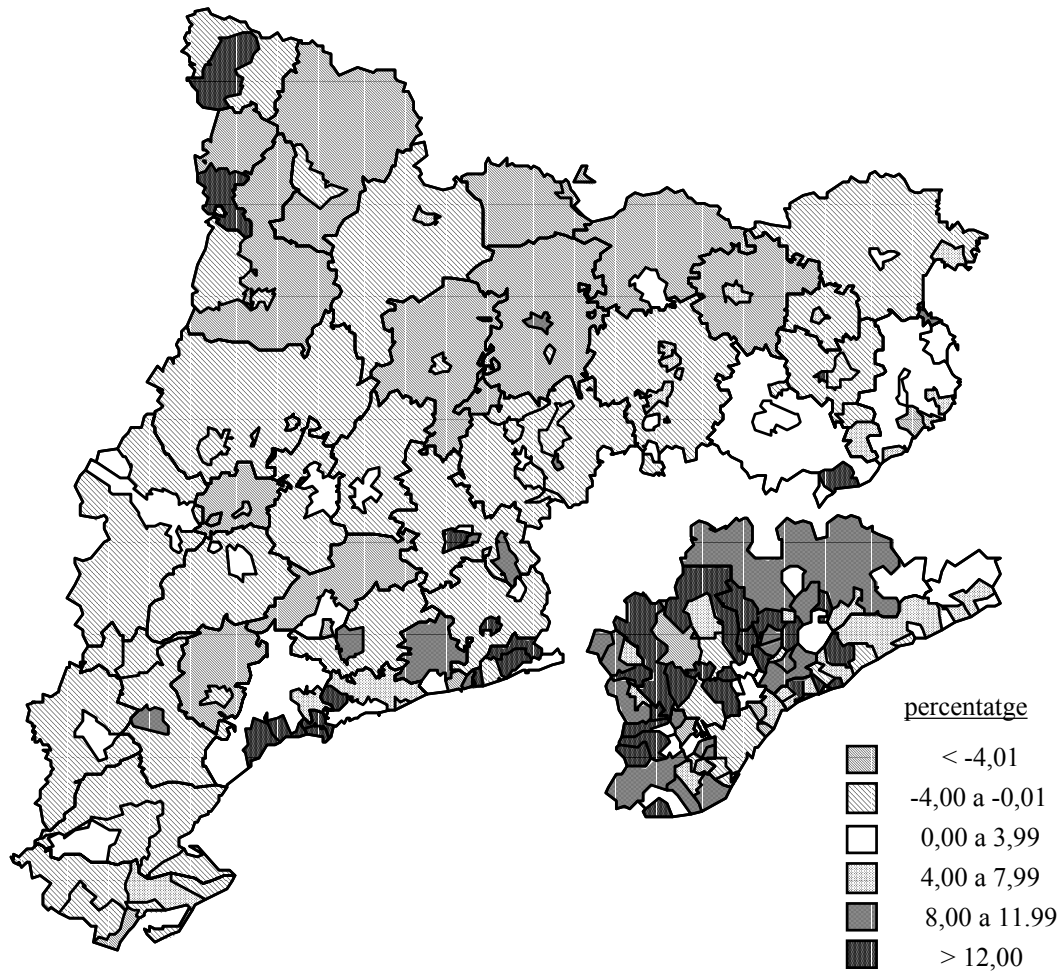 percentatge
< -4,01
-4,00 a -0,01
0,00 a 3,99
4,00 a 7,99
8,00 a 11.99
> 12,00